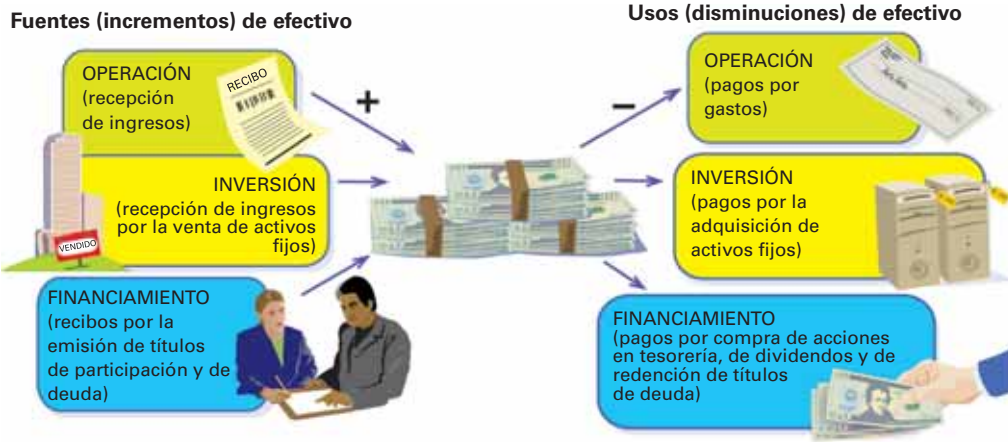 Fuentes (incrementos) de efectivo
OPERACIÓN
(recepción
de ingresos)
RECIBO
+
INVERSIÓN
(recepción de ingresos
por la venta de activos
fijos)
VENDIDO
FINANCIAMIENTO
(recibos por la
emisión de títulos
de participación y de
deuda)
Usos (disminuciones) de efectivo
–
OPERACIÓN
(pagos por
gastos)
INVERSIÓN
(pagos por la
adquisición de
activos fijos)
FINANCIAMIENTO
(pagos por compra de acciones
en tesorería, de dividendos y de
redención de títulos
de deuda)